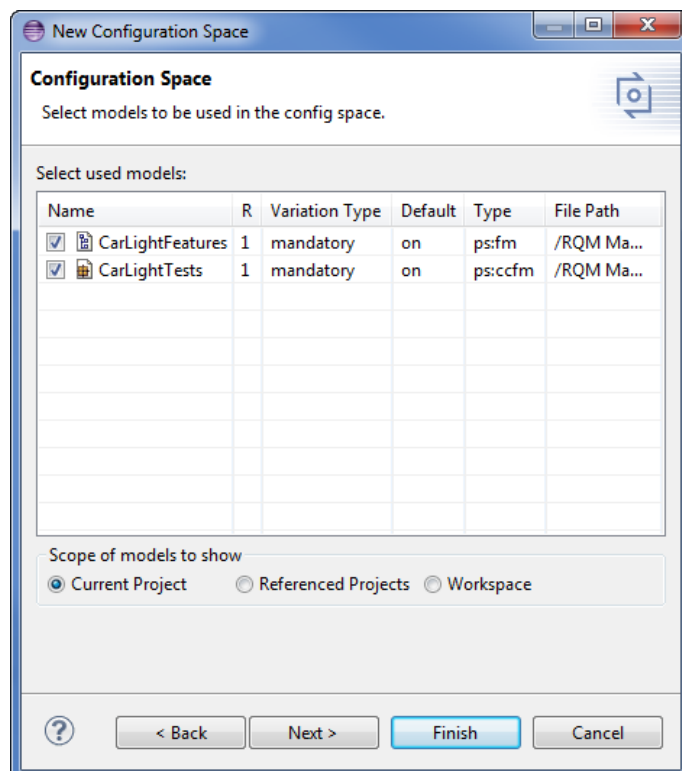 New Configuration Space
Configuration Space
Select models to be used in the config space.
Select used models:
Name R Variation Type Default Type File Path
CarLightFeatures 1 mandatory on ps:fm /RQM Ma...
CarLightTests 1 mandatory on ps:ccfm /RQM Ma...
Scope of models to show
Current Project Referenced Projects Workspace
? < Back Next > Finish Cancel